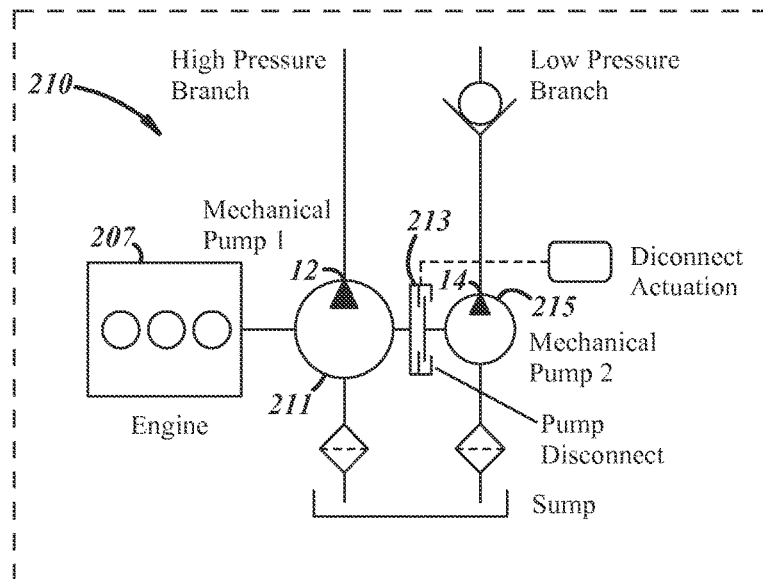 High Pressure
Branch
Low Pressure
Branch
210
Mechanical
Pump 1
213
207
12
14
Diconnect
Actuation
215
Mechanical
Pump 2
211
Engine
Pump
Disconnect
Sump